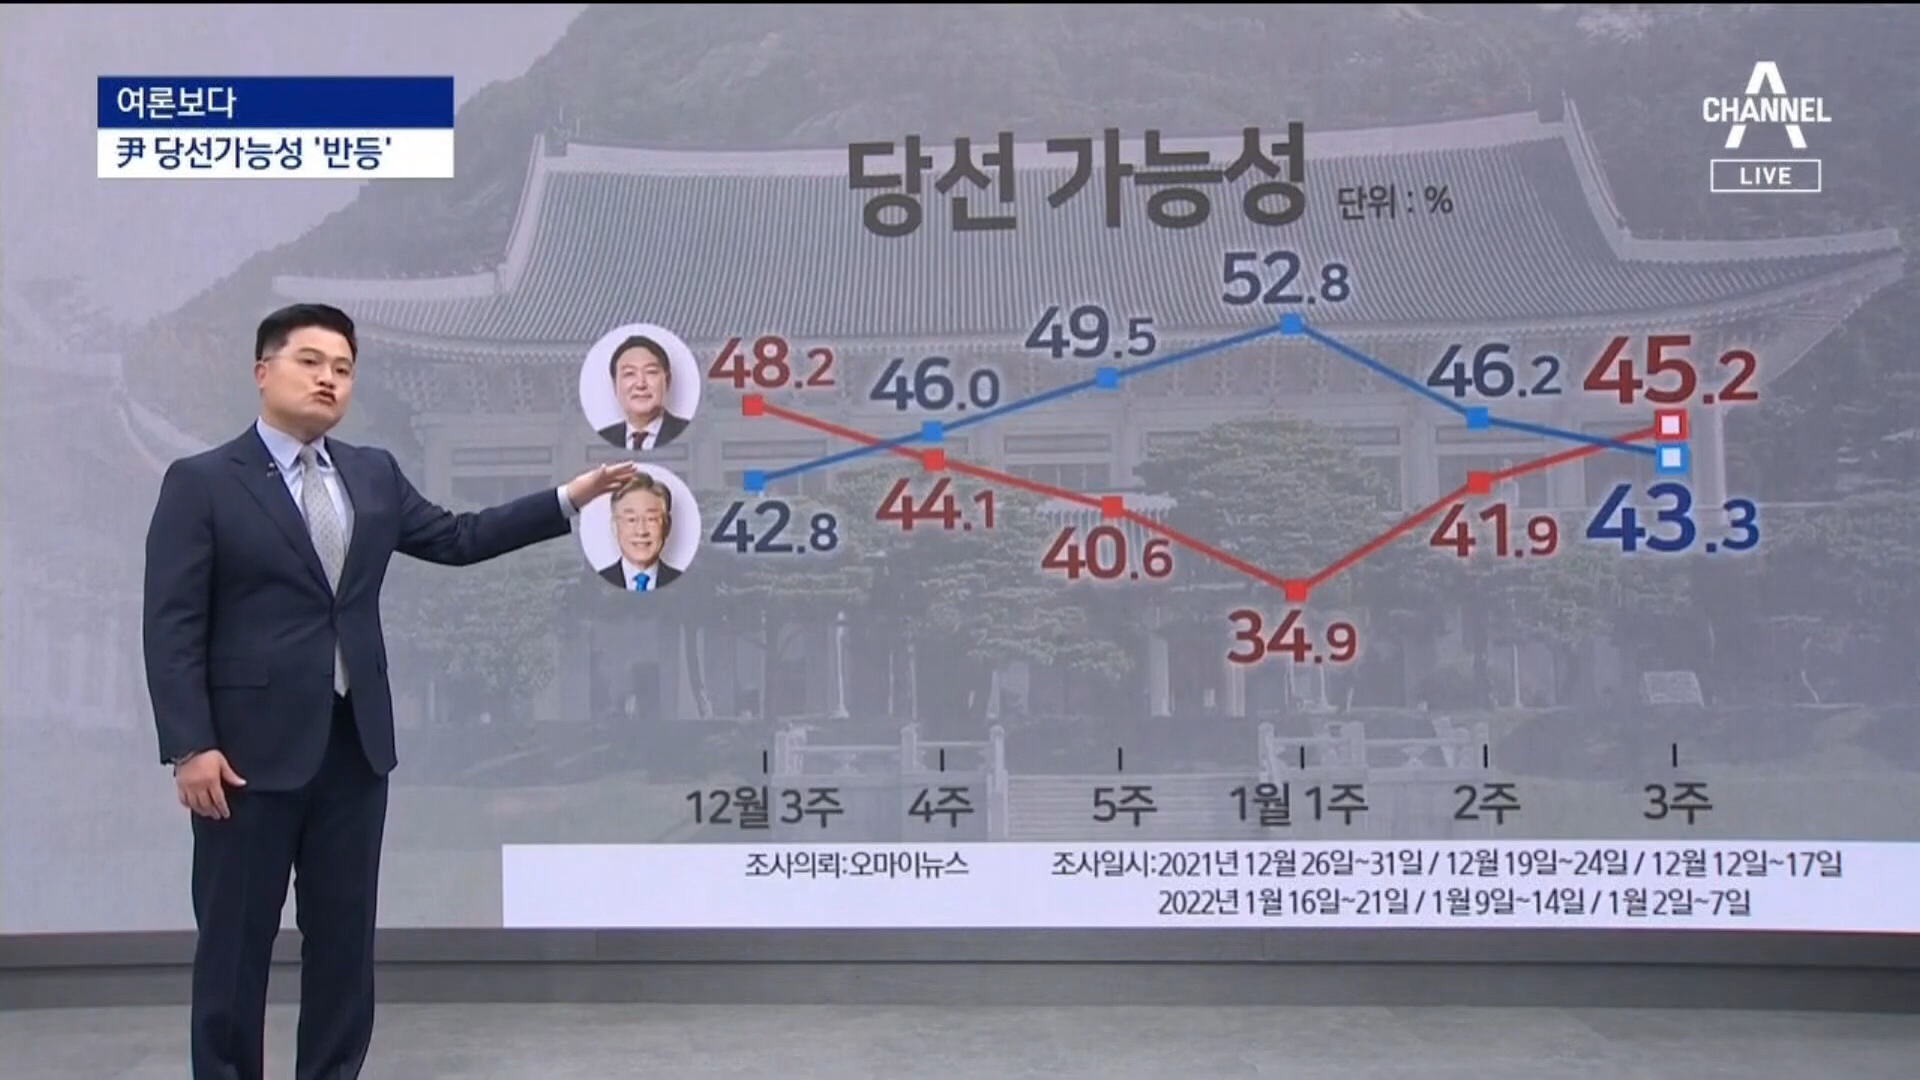 여론보다
尹 당선가능성 '반등'
CHANNEL A
LIVE
당선 가능성 단위 : %
48.2 46.0 49.5 52.8 46.2 45.2
42.8 44.1 40.6 34.9 41.9 43.3
12월 3주 4주 5주 1월 1주 2주 3주
조사의뢰:오마이뉴스 조사일시:2021년 12월 26일~31일 / 12월 19일~24일 / 12월 12일~17일
2022년 1월 16일~21일 / 1월 9일~14일 / 1월 2일~7일